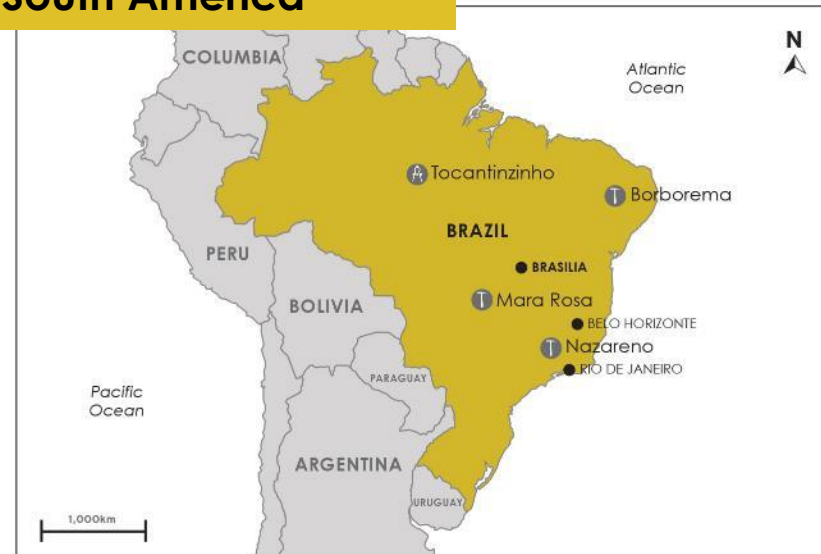 South America
COLUMBIA
N
Atlantic
Ocean
Tocantinzinho
Borborema
BRAZIL
PERU
BRASILIA
BOLIVIA
Mara Rosa
BELO HORIZONTE
Nazareno
PARAGUAY
RIO DE JANEIRO
Pacific
Ocean
ARGENTINA
URUGUAY
1,000km